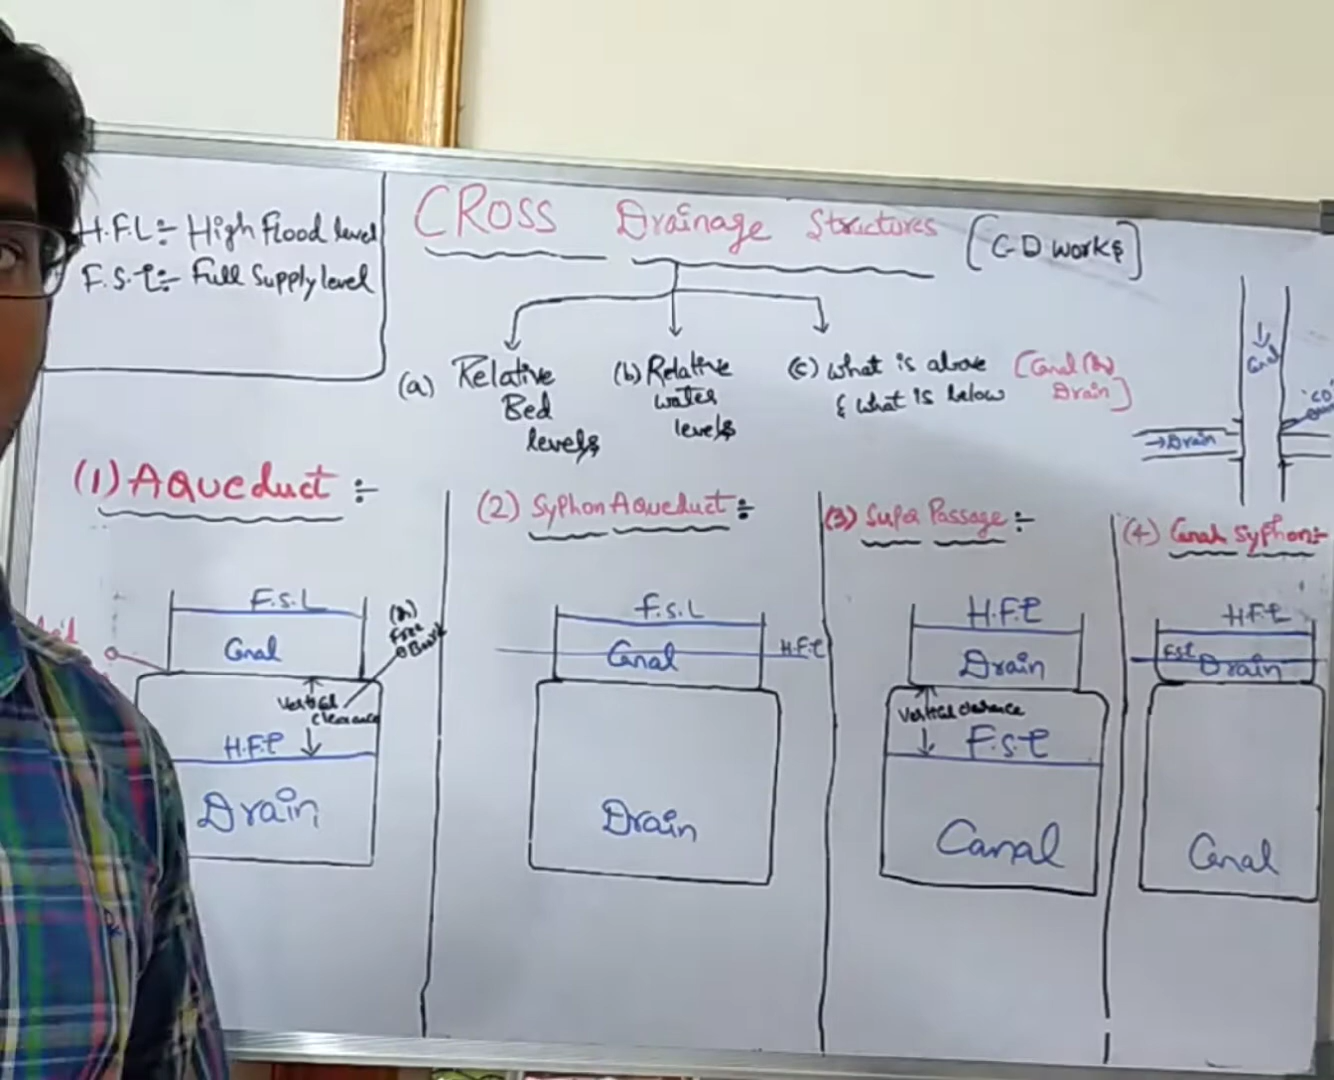 H.F.L÷ High Flood level
F.S.L÷ Full Supply level
CROSS Drainage Structures [CD works]
(a) Relative
Bed
levels
(b) Relative
water
levels
(c) what is above
& what is below
[Canal (or)
Drain]
Canal
→Drain
(1) Aqueduct :-
(2) Syphon Aqueduct :-
(3) Super Passage :-
(4) Canal Syphon:-
F.S.L
Canal
(or)
Free
Board
Vertical
clearance
H.F.L
Drain
F.S.L
Canal
H.F.L
Drain
H.F.L
Drain
Vertical clearance
F.S.L
Canal
H.F.L
F.S.L
Drain
Canal